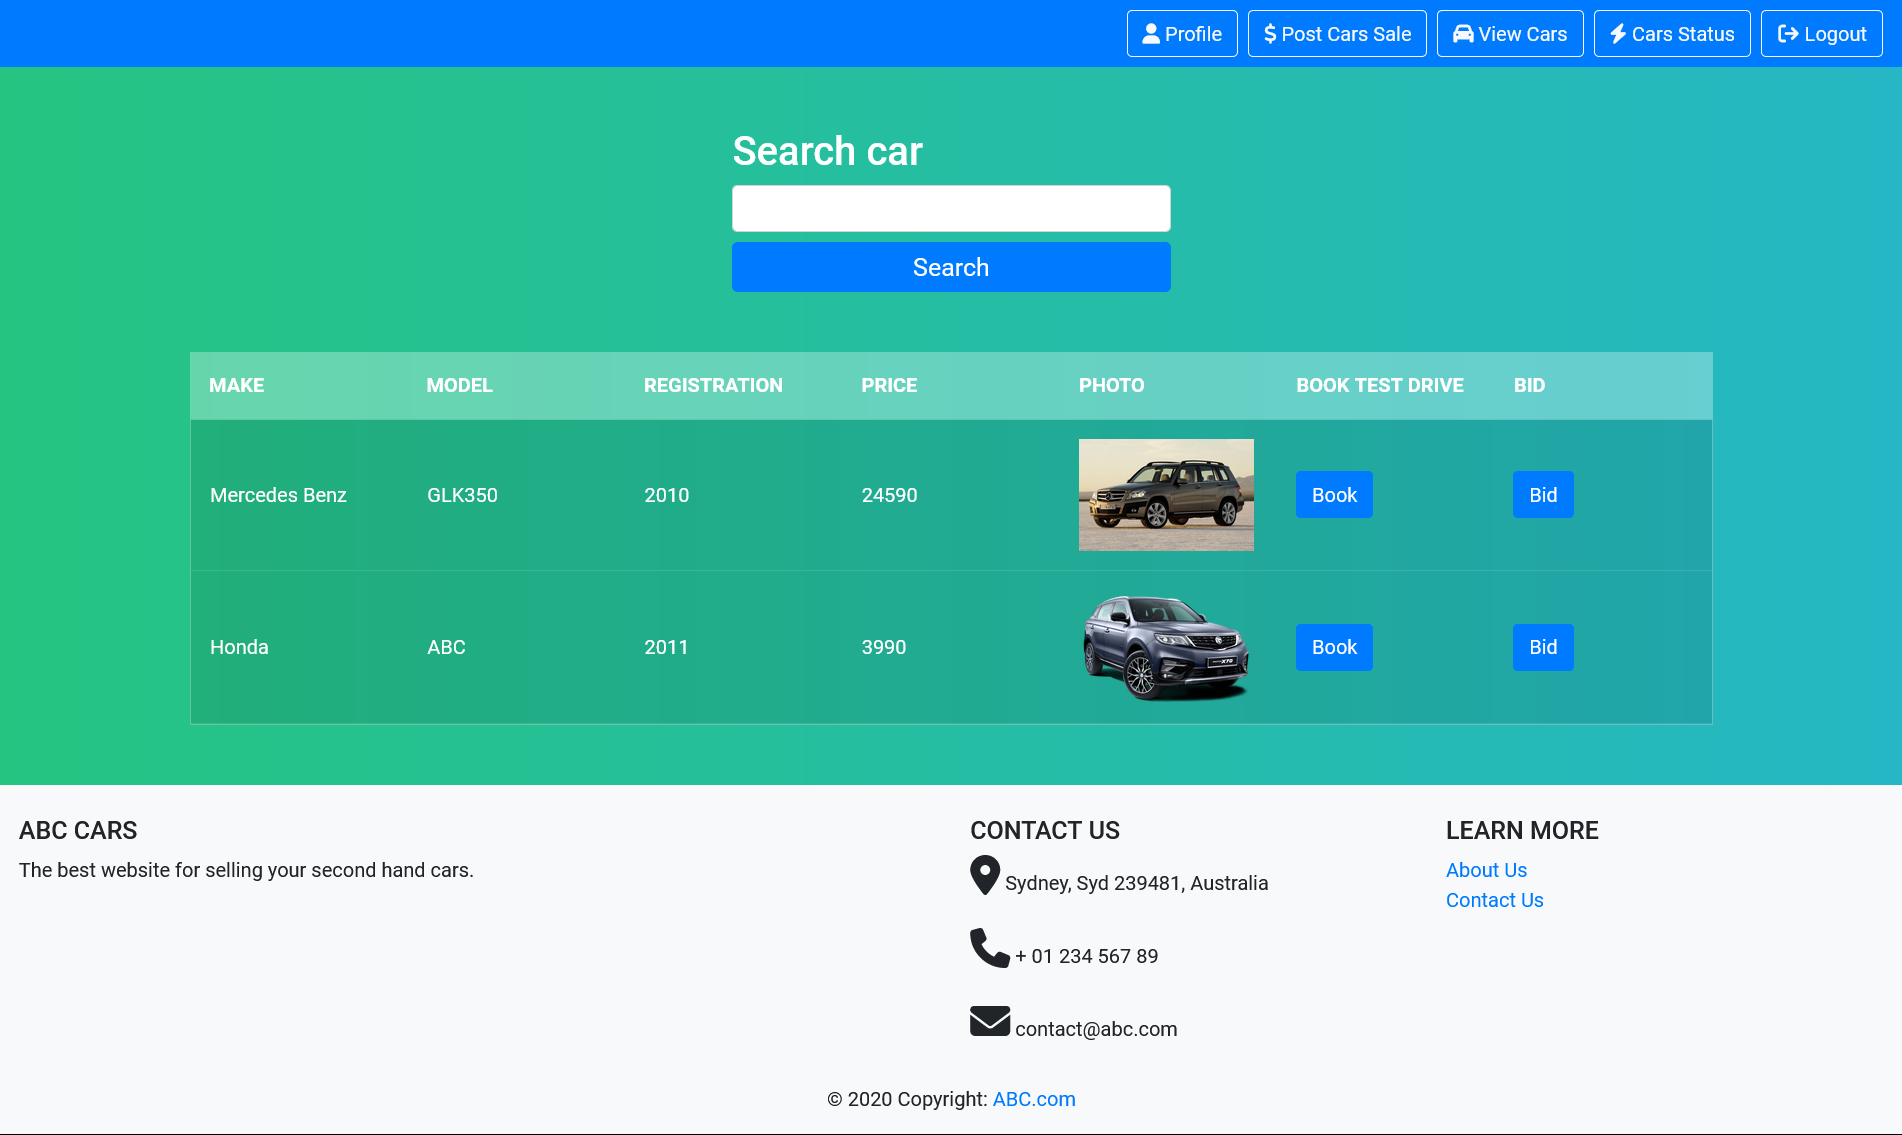 Profile
Post Cars Sale
View Cars
Cars Status
Logout
Search car
Search
MAKE MODEL REGISTRATION PRICE PHOTO BOOK TEST DRIVE BID
Mercedes Benz GLK350 2010 24590 Book Bid
Honda ABC 2011 3990 Book Bid
X70
ABC CARS
The best website for selling your second hand cars.
CONTACT US
Sydney, Syd 239481, Australia
+ 01 234 567 89
contact@abc.com
LEARN MORE
About Us
Contact Us
© 2020 Copyright: ABC.com